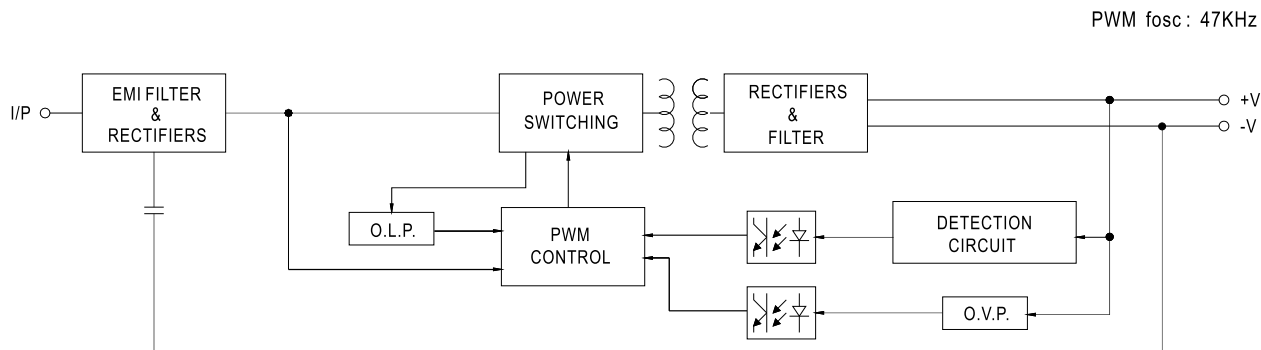 PWM fosc : 47KHz
I/P
EMI FILTER
&
RECTIFIERS
POWER
SWITCHING
RECTIFIERS
&
FILTER
+V
-V
O.L.P.
PWM
CONTROL
DETECTION
CIRCUIT
O.V.P.